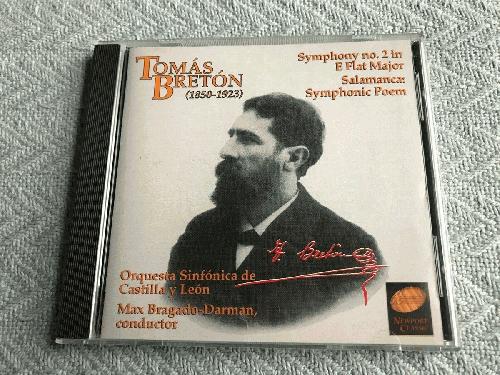 TOMÁS
BRETÓN
(1850-1923)
Symphony no. 2 in
E Flat Major
Salamanca:
Symphonic Poem
T. Bretón
Orquesta Sinfónica de
Castilla y León
Max Bragado-Darman,
conductor
NEWPORT
CLASSIC